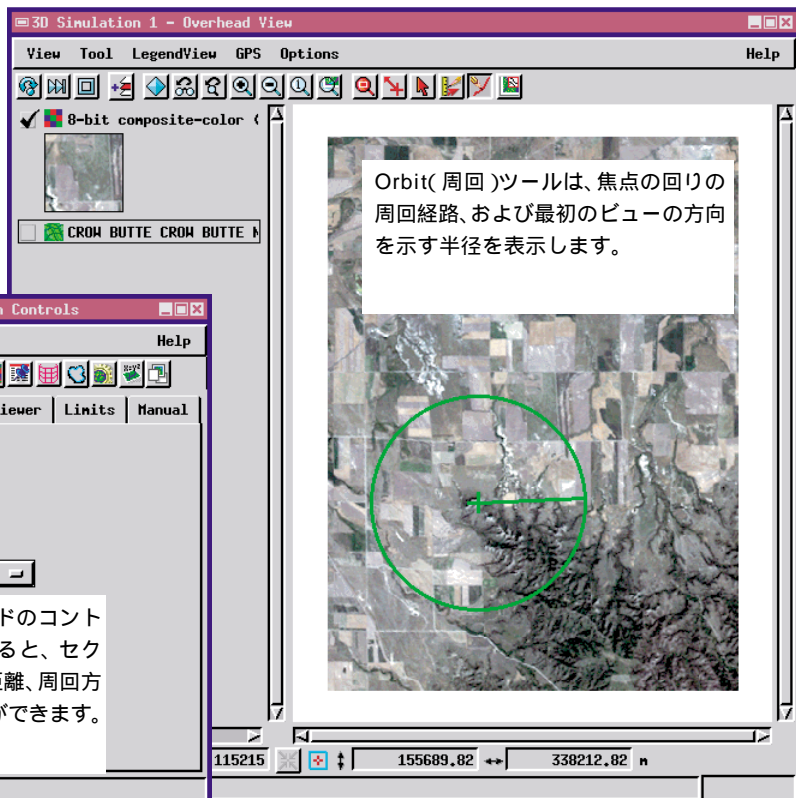 3D Simulation 1 - Overhead View
View Tool LegendView GPS Options Help
8-bit composite-color (
CROW BUTTE CROW BUTTE
Orbit( 周回 )ツールは、焦点の回りの
周回経路、および最初のビューの方向
を示す半径を表示します。
Controls
Help
iewer Limits Manual
ドのコント
ると、セク
距離、周回方
ができます。
115215 155689.82 338212.82 m